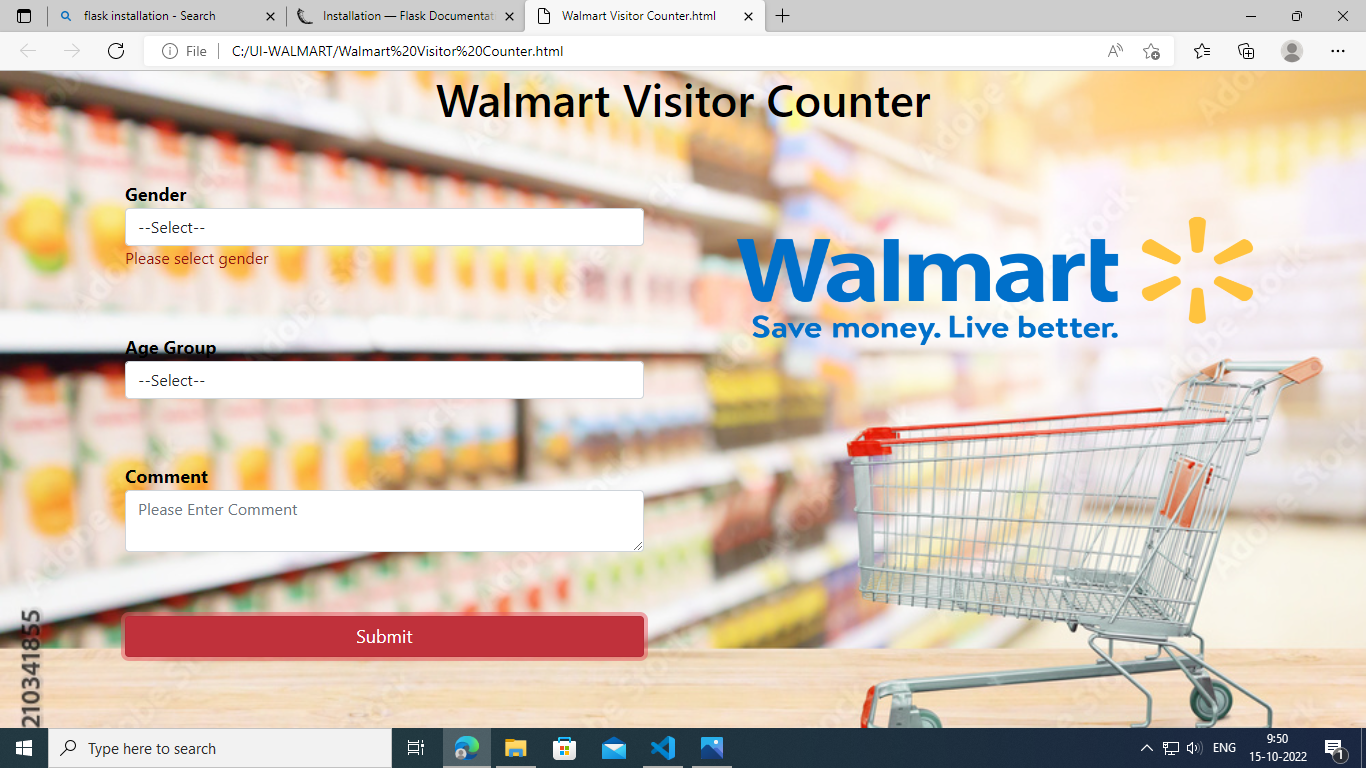 flask installation - Search
Installation — Flask Documentat
Walmart Visitor Counter.html
File
C:/UI-WALMART/Walmart%20Visitor%20Counter.html
Walmart Visitor Counter
Gender
--Select--
Please select gender
Walmart
Save money. Live better.
Age Group
--Select--
Comment
Please Enter Comment
Submit
210341855
Adobe Stock
Type here to search
ENG
9:50
15-10-2022
1